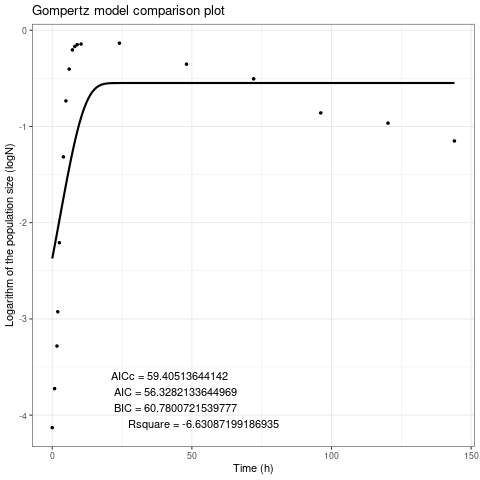 Gompertz model comparison plot
Logarithm of the population size (logN)
0
-1
-2
-3
-4
AICc = 59.40513644142
AIC = 56.3282133644969
BIC = 60.7800721539777
Rsquare = -6.63087199186935
0
50
100
150
Time (h)